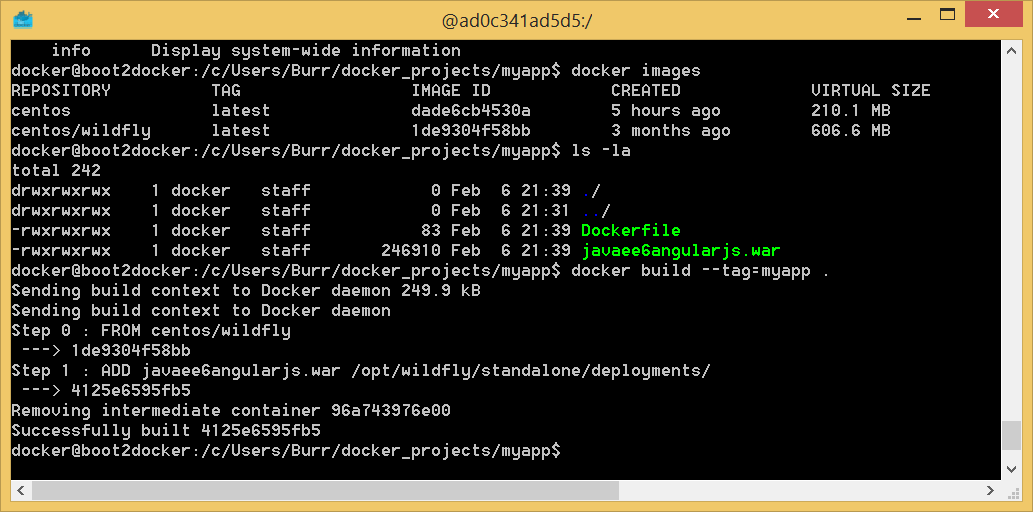 @ad0c341ad5d5:/
    info      Display system-wide information
docker@boot2docker:/c/Users/Burr/docker_projects/myapp$ docker images
REPOSITORY          TAG                 IMAGE ID            CREATED             VIRTUAL SIZE
centos              latest              dade6cb4530a        5 hours ago         210.1 MB
centos/wildfly      latest              1de9304f58bb        3 months ago        606.6 MB
docker@boot2docker:/c/Users/Burr/docker_projects/myapp$ ls -la
total 242
drwxrwxrwx    1 docker   staff            0 Feb  6 21:39 ./
drwxrwxrwx    1 docker   staff            0 Feb  6 21:31 ../
-rwxrwxrwx    1 docker   staff           83 Feb  6 21:39 Dockerfile
-rwxrwxrwx    1 docker   staff       246910 Feb  6 21:39 javaee6angularjs.war
docker@boot2docker:/c/Users/Burr/docker_projects/myapp$ docker build --tag=myapp .
Sending build context to Docker daemon 249.9 kB
Sending build context to Docker daemon
Step 0 : FROM centos/wildfly
 ---> 1de9304f58bb
Step 1 : ADD javaee6angularjs.war /opt/wildfly/standalone/deployments/
 ---> 4125e6595fb5
Removing intermediate container 96a743976e00
Successfully built 4125e6595fb5
docker@boot2docker:/c/Users/Burr/docker_projects/myapp$